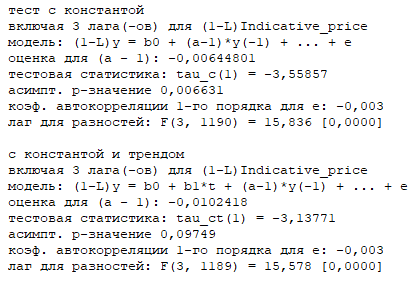 тест с константой
включая 3 лага(-ов) для (1-L)Indicative_price
модель: (1-L)y = b0 + (a-1)*y(-1) + ... + e
оценка для (a - 1): -0,00644801
тестовая статистика: tau_c(1) = -3,55857
асимпт. p-значение 0,006631
коэф. автокорреляции 1-го порядка для e: -0,003
лаг для разностей: F(3, 1190) = 15,836 [0,0000]
с константой и трендом
включая 3 лага(-ов) для (1-L)Indicative_price
модель: (1-L)y = b0 + b1*t + (a-1)*y(-1) + ... + e
оценка для (a - 1): -0,0102418
тестовая статистика: tau_ct(1) = -3,13771
асимпт. p-значение 0,09749
коэф. автокорреляции 1-го порядка для e: -0,003
лаг для разностей: F(3, 1189) = 15,578 [0,0000]